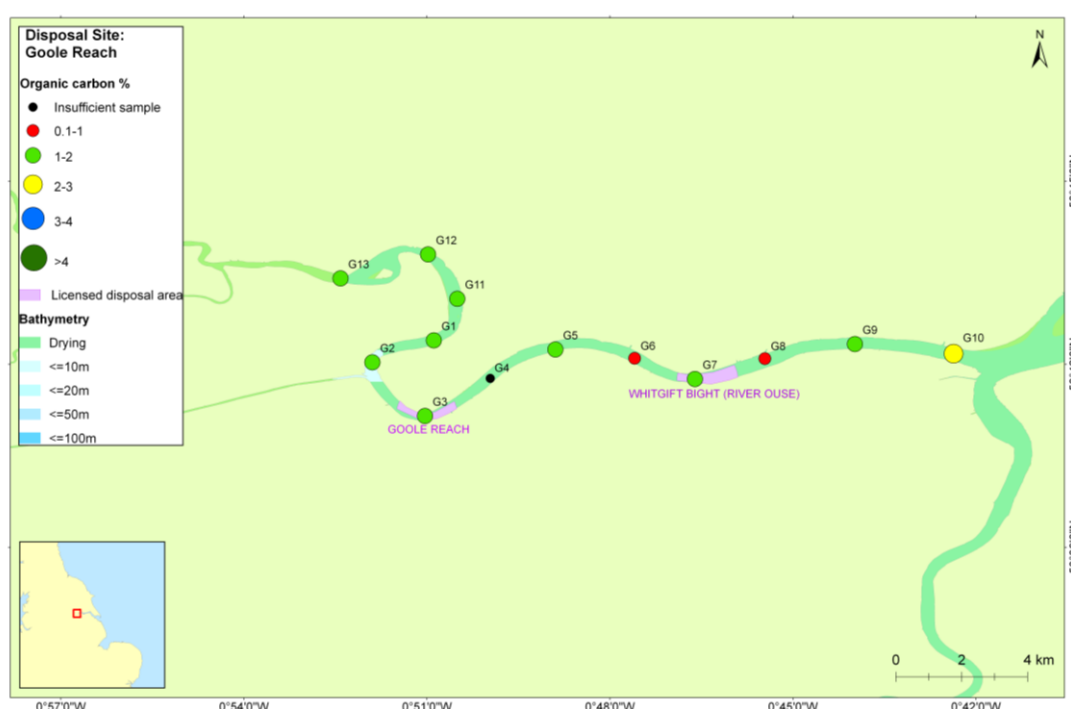 Disposal Site:
Goole Reach
Organic carbon %
Insufficient sample
0.1-1
1-2
2-3
3-4
>4
Licensed disposal area
Bathymetry
Drying
<=10m
<=20m
<=50m
<=100m
N
G12
G13
G11
G1
G2
G5
G4
G3
G6
G7
G8
G9
G10
WHITGIFT BIGHT (RIVER OUSE)
GOOLE REACH
0 2 4 km
0°57'0"W 0°54'0"W 0°51'0"W 0°48'0"W 0°45'0"W 0°42'0"W